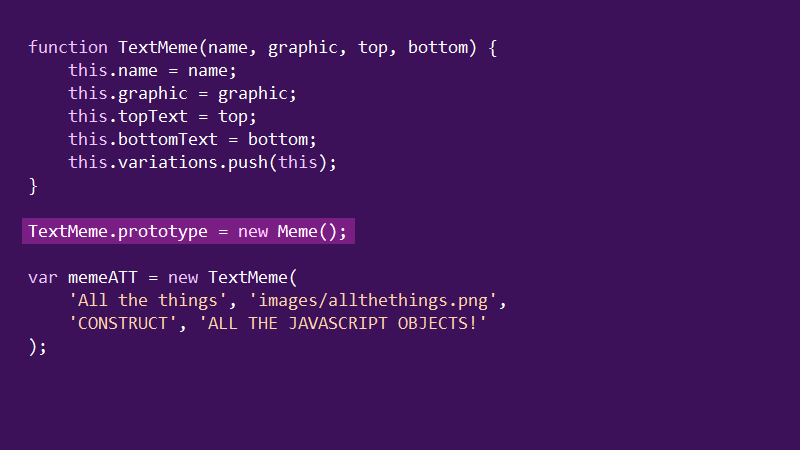 function TextMeme(name, graphic, top, bottom) {
    this.name = name;
    this.graphic = graphic;
    this.topText = top;
    this.bottomText = bottom;
    this.variations.push(this);
}
TextMeme.prototype = new Meme();
var memeATT = new TextMeme(
    'All the things', 'images/allthethings.png',
    'CONSTRUCT', 'ALL THE JAVASCRIPT OBJECTS!'
);